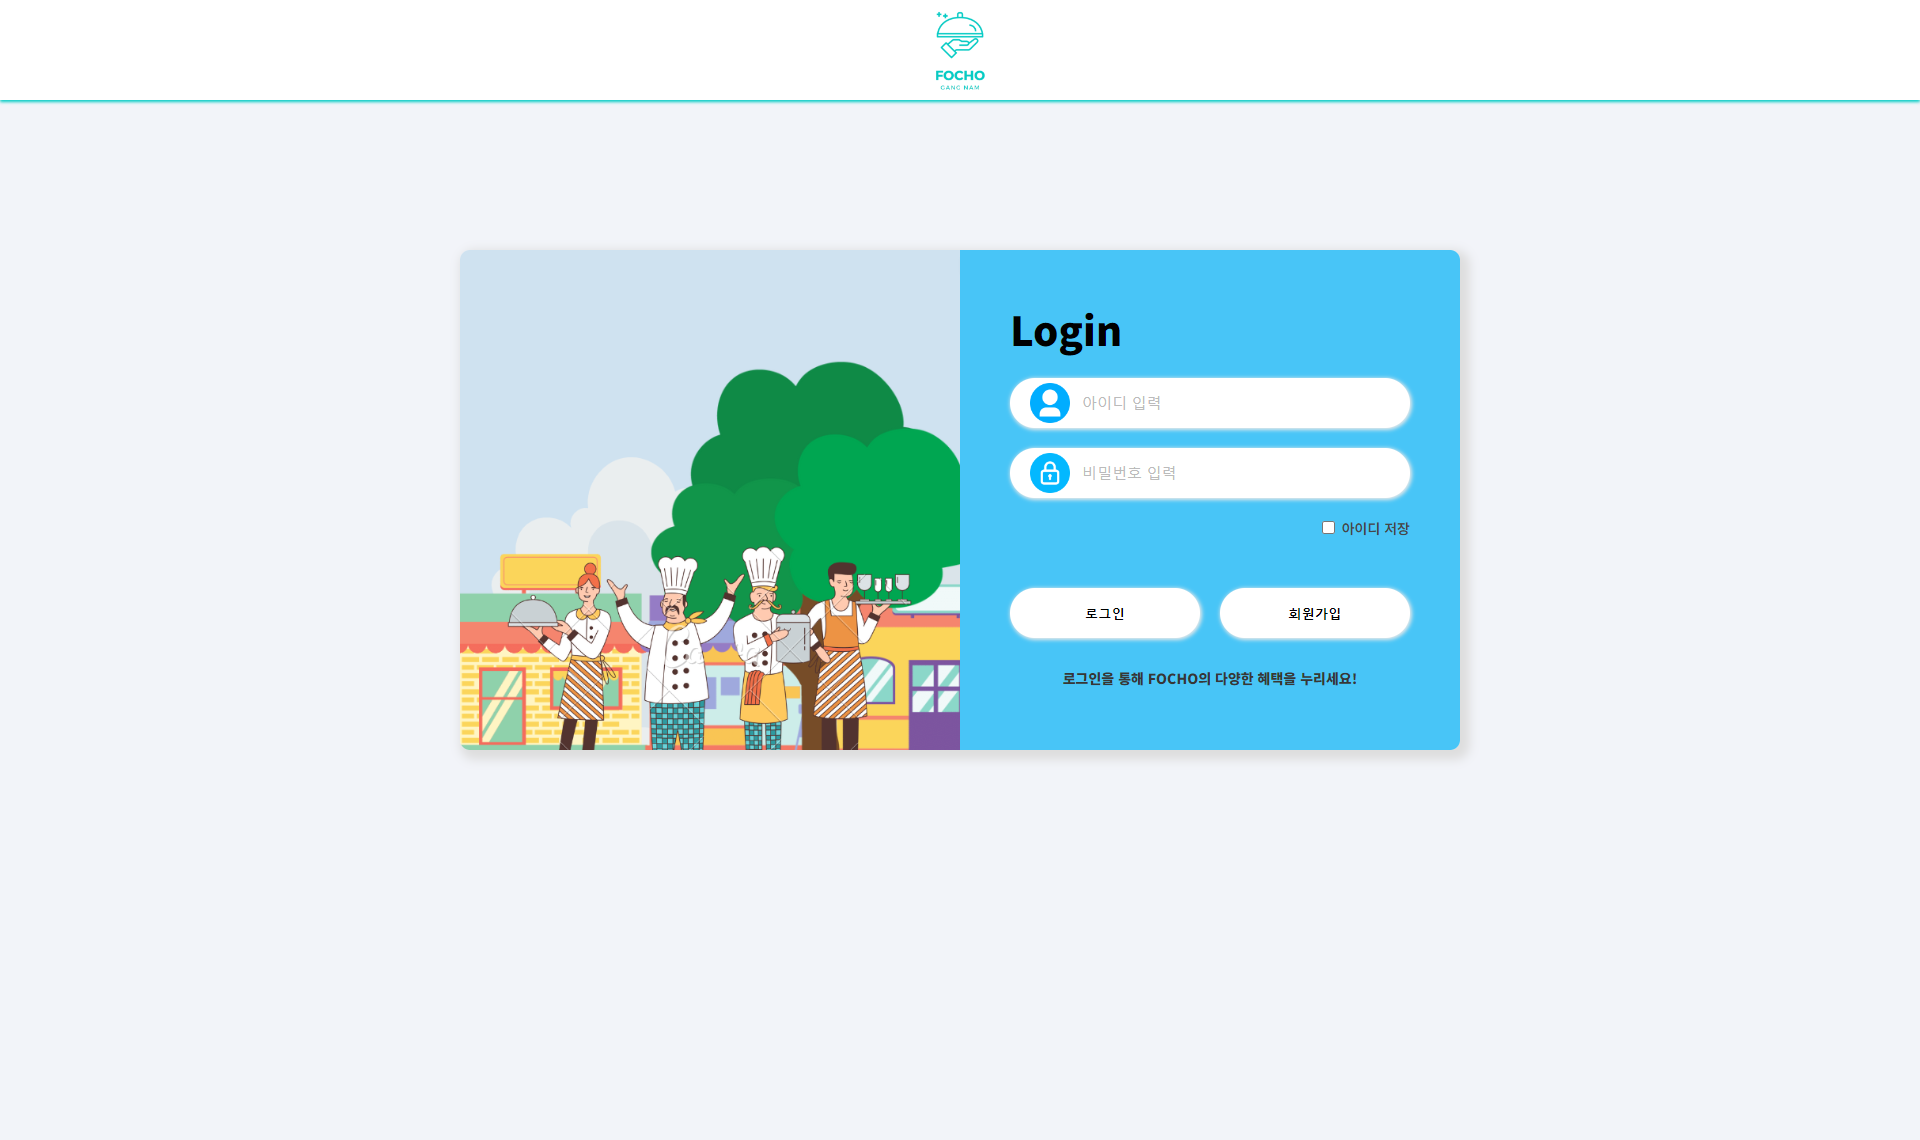 FOCHO
GANG NAM
Login
아이디 입력
비밀번호 입력
아이디 저장
로그인
회원가입
로그인을 통해 FOCHO의 다양한 혜택을 누리세요!